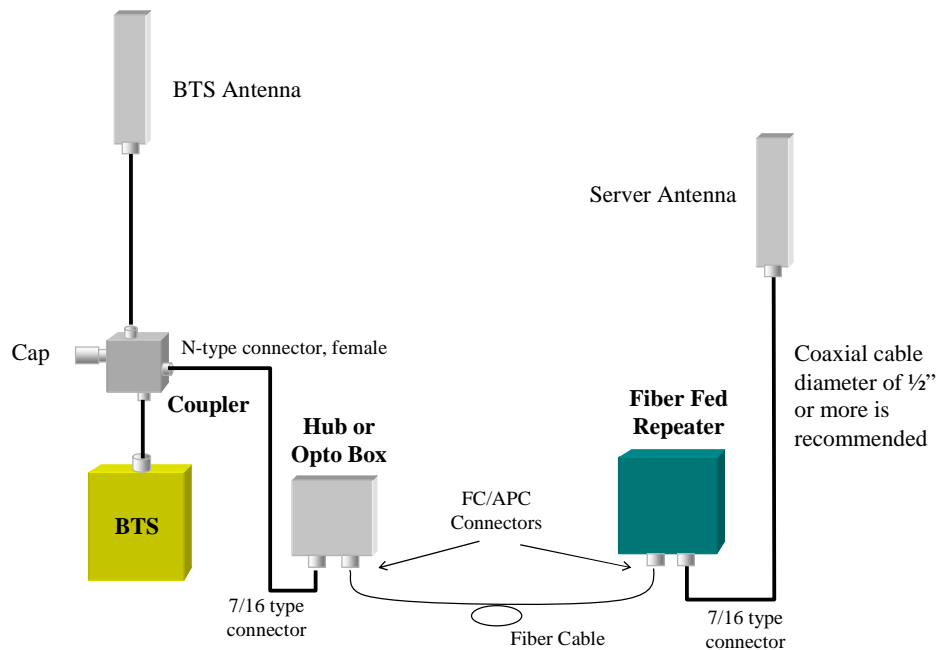 BTS Antenna
Server Antenna
Cap
N-type connector, female
Coupler
Coaxial cable
diameter of ½”
or more is
recommended
Hub or
Opto Box
Fiber Fed
Repeater
BTS
FC/APC
Connectors
7/16 type
connector
Fiber Cable
7/16 type
connector